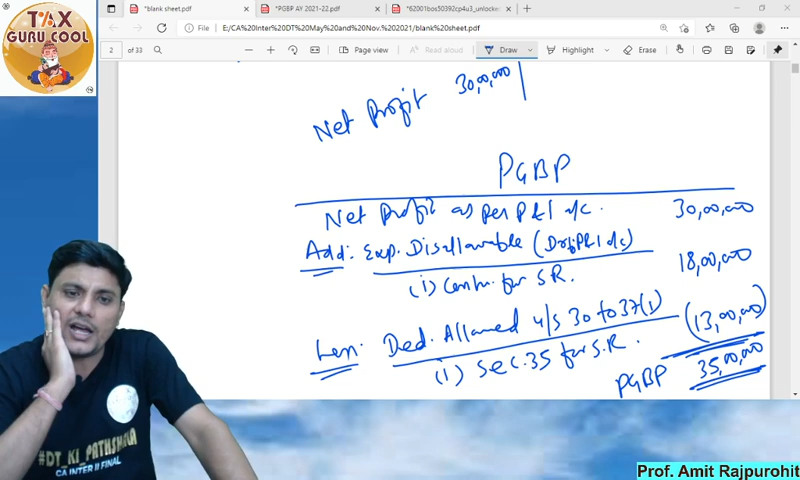 TAX
GURU COOL
*blank sheet.pdf
*PGBP AY 2021-22.pdf
*62001bos50392cp4u3_unlocked
E:/CA%20Inter%20DT%20May%20and%20Nov.%202021/blank%20sheet.pdf
2 of 33
Page view
Read aloud
Draw
Highlight
Erase
Net Profit 30,00,000
PGBP
Net Profit as per P&L A/c. 30,00,000
Add: Exp. Disallowable (Dr of P&L A/c)
(i) Contri. for S.R. 18,00,000
Less: Ded. Allowed u/s 30 to 37(1)
(i) Sec. 35 for S.R. (13,00,000)
PGBP 35,00,000
#DT_KI_PATHSHALA
CA INTER II FINAL
Prof. Amit Rajpurohit